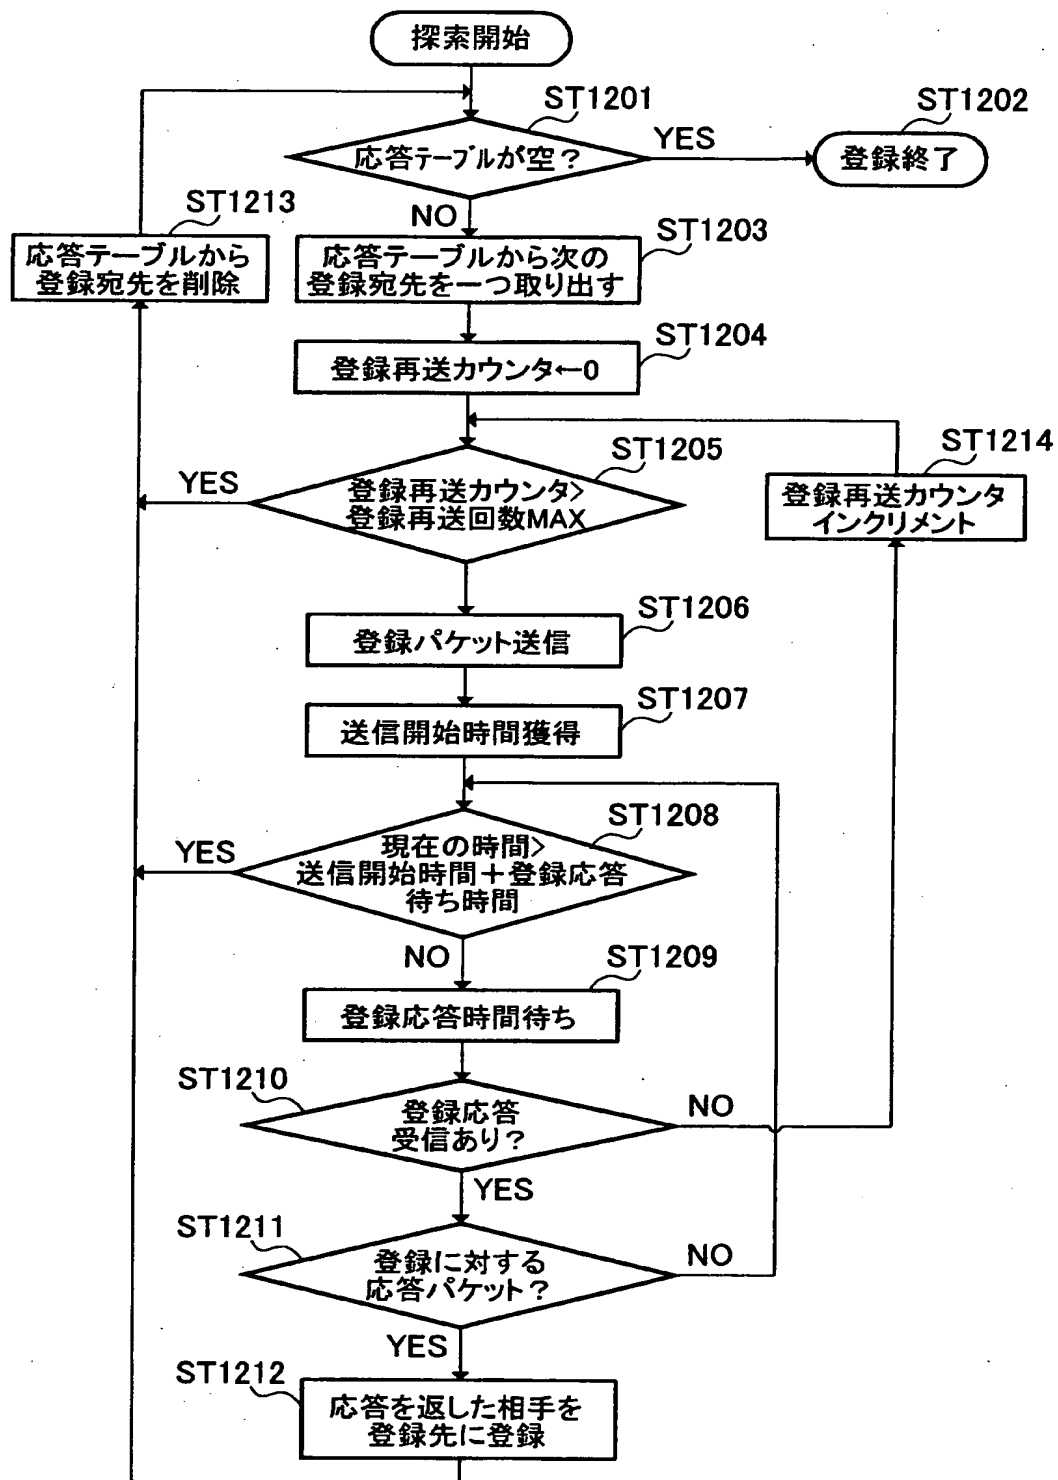 探索開始
ST1201
ST1202
応答テーブルが空?
YES
登録終了
NO
ST1213
応答テーブルから
登録宛先を削除
ST1203
応答テーブルから次の
登録宛先を一つ取り出す
ST1204
登録再送カウンタ←0
ST1205
YES
登録再送カウンタ>
登録再送回数MAX
ST1214
登録再送カウンタ
インクリメント
ST1206
登録パケット送信
ST1207
送信開始時間獲得
ST1208
YES
現在の時間>
送信開始時間+登録応答
待ち時間
NO
ST1209
登録応答時間待ち
ST1210
登録応答
受信あり?
NO
YES
ST1211
登録に対する
応答パケット?
NO
YES
ST1212
応答を返した相手を
登録先に登録